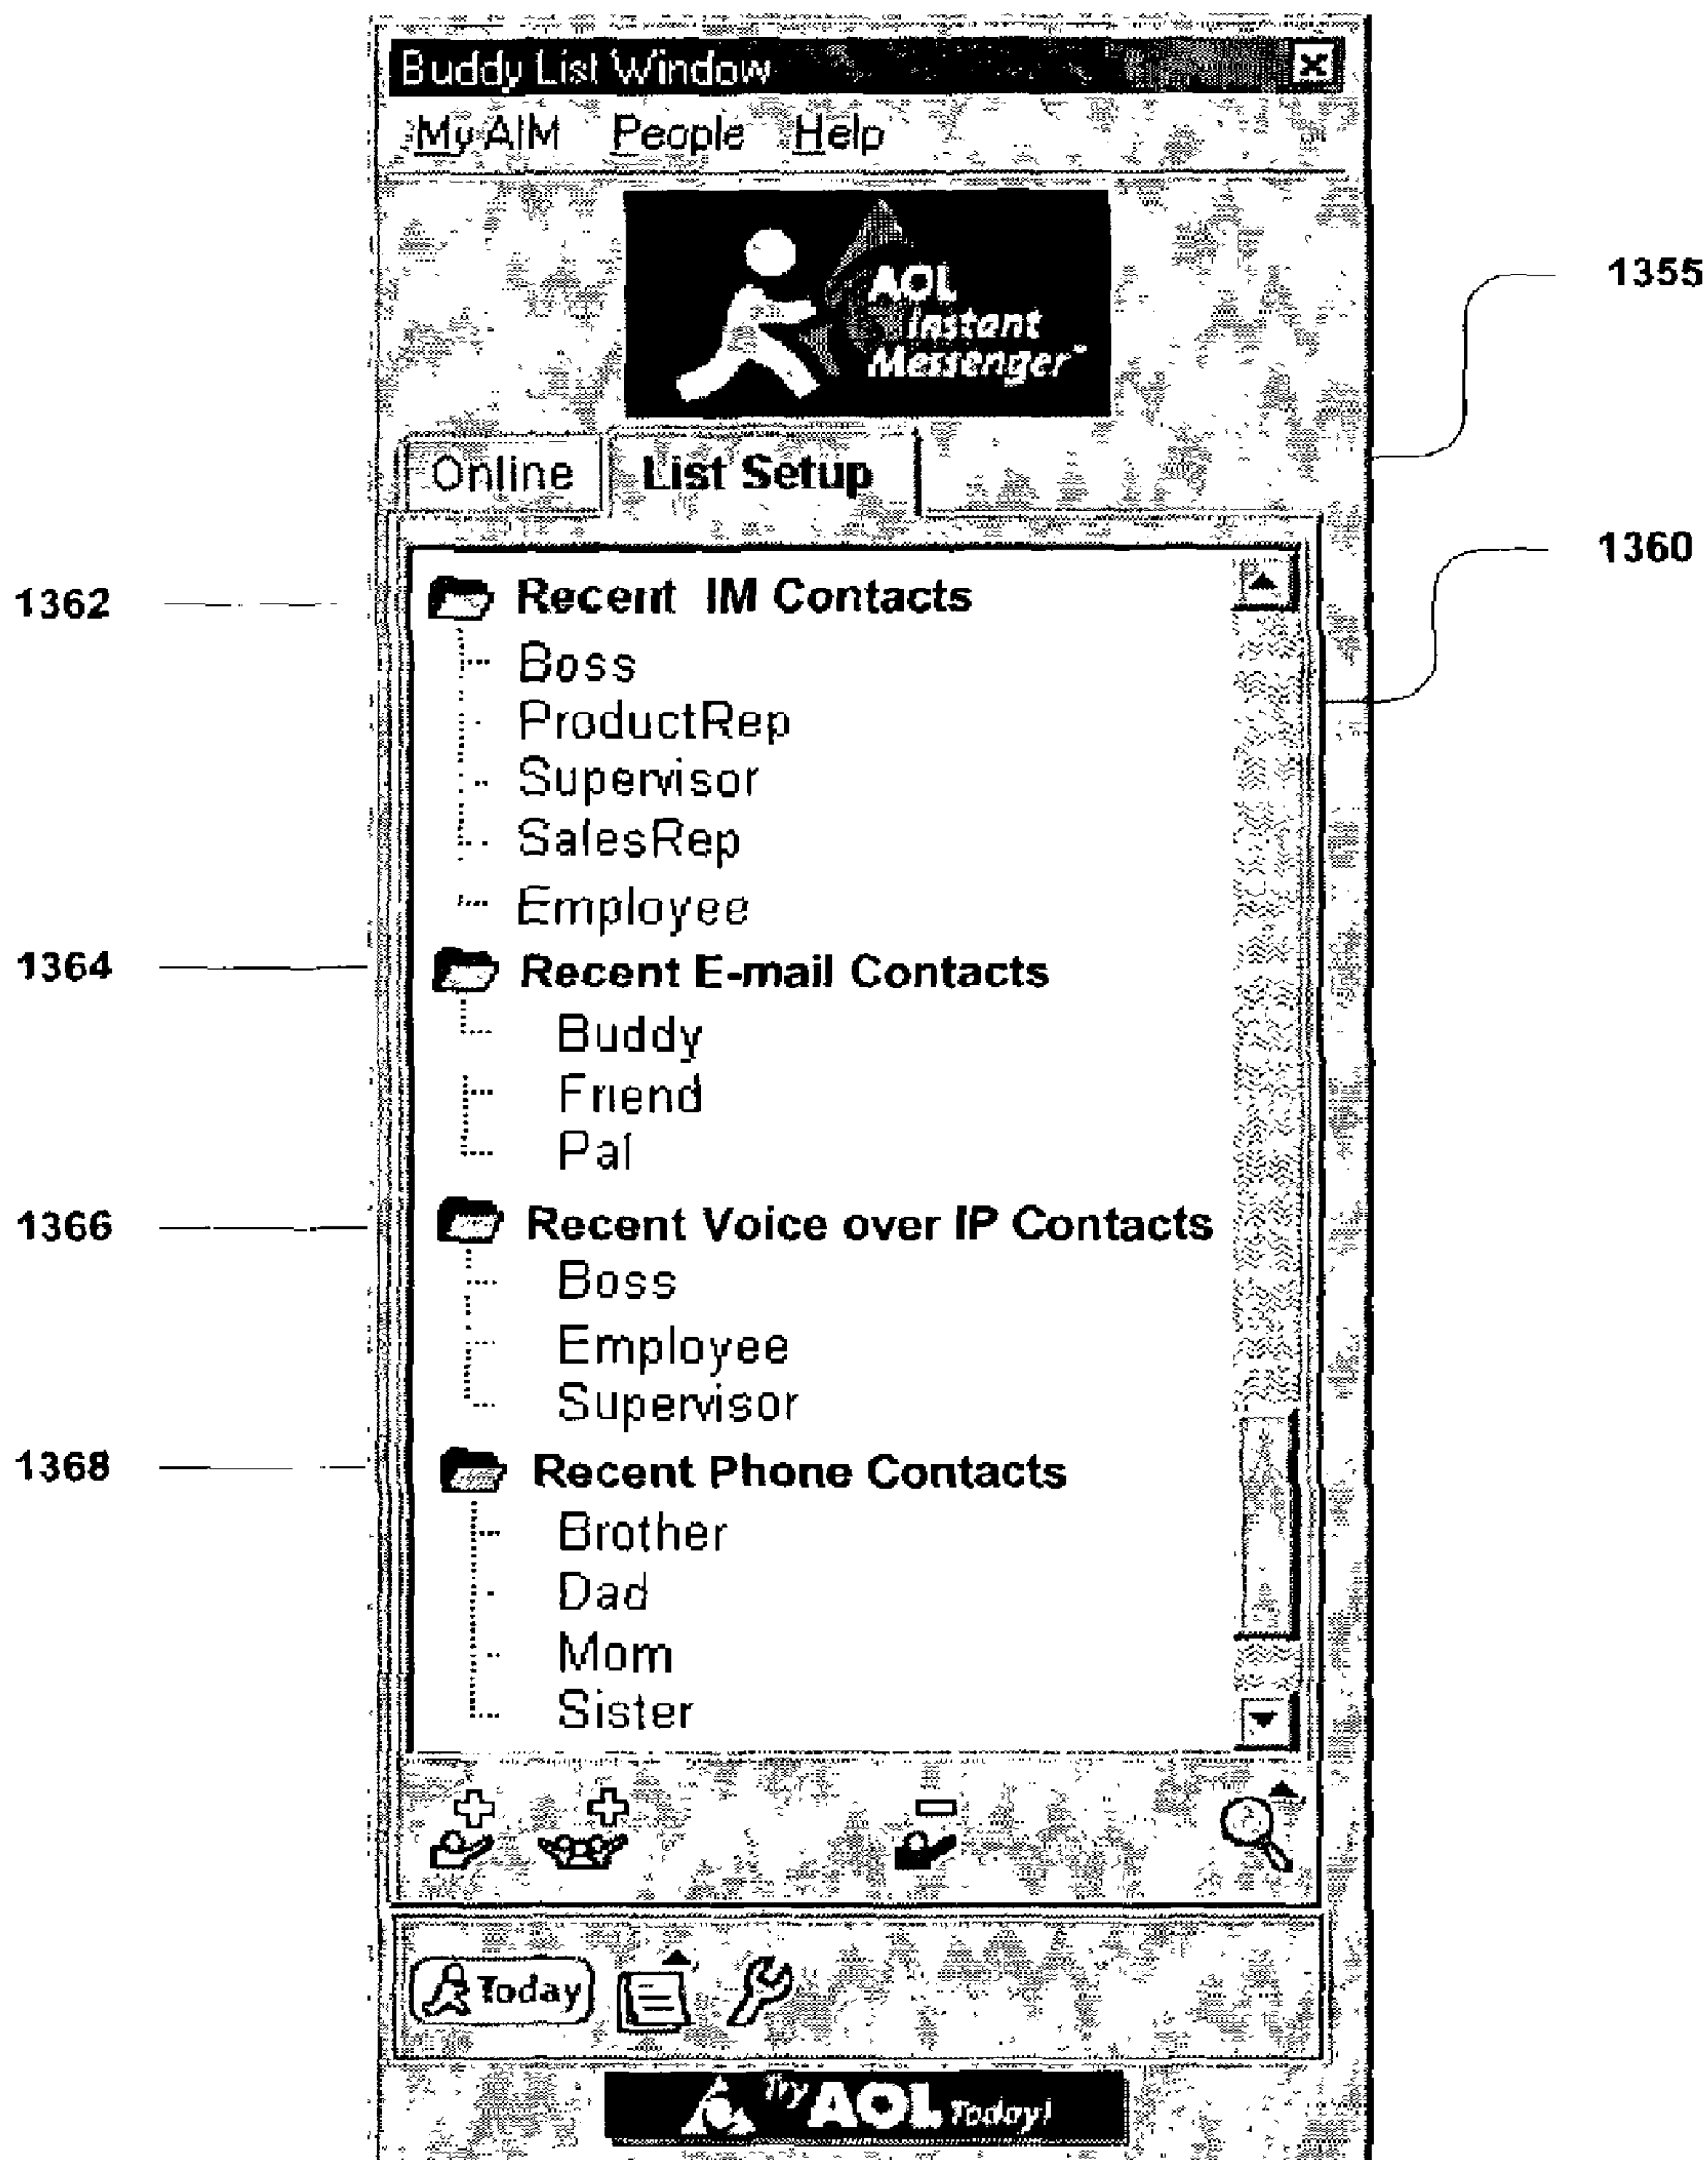 Buddy List Window
My AIM People Help
AOL
Instant
Messenger™
1355
Online List Setup
1360
1362 Recent IM Contacts
Boss
ProductRep
Supervisor
SalesRep
Employee
1364 Recent E-mail Contacts
Buddy
Friend
Pal
1366 Recent Voice over IP Contacts
Boss
Employee
Supervisor
1368 Recent Phone Contacts
Brother
Dad
Mom
Sister
Today
Try AOL Today!